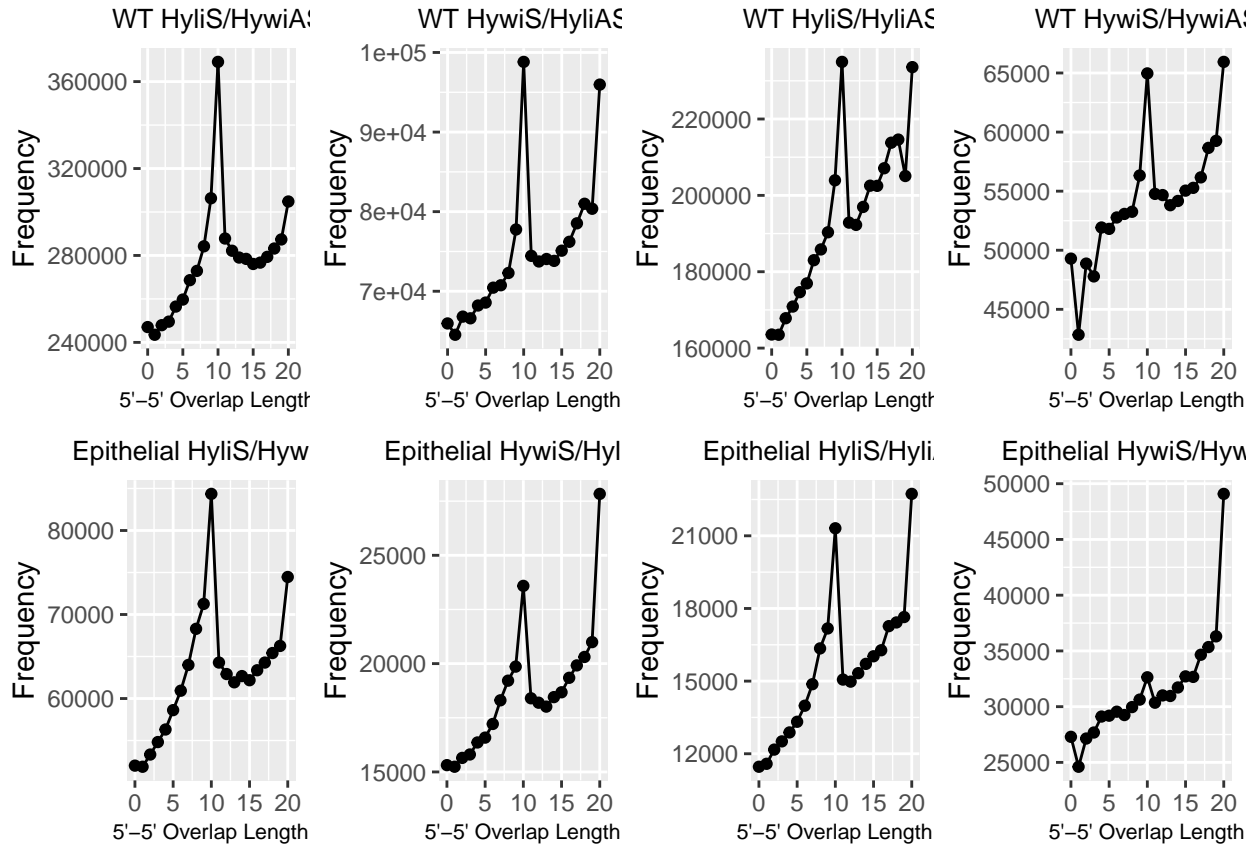 WT HyliS/HywiAS
WT HywiS/HyliAS
WT HyliS/HyliAS
WT HywiS/HywiAS
Frequency
360000
320000
280000
240000
0 5 10 15 20
5'−5' Overlap Length
Frequency
1e+05
9e+04
8e+04
7e+04
0 5 10 15 20
5'−5' Overlap Length
Frequency
220000
200000
180000
160000
0 5 10 15 20
5'−5' Overlap Length
Frequency
65000
60000
55000
50000
45000
0 5 10 15 20
5'−5' Overlap Length
Epithelial HyliS/Hyw
Epithelial HywiS/Hyl
Epithelial HyliS/Hyli
Epithelial HywiS/Hyw
Frequency
80000
70000
60000
0 5 10 15 20
5'−5' Overlap Length
Frequency
25000
20000
15000
0 5 10 15 20
5'−5' Overlap Length
Frequency
21000
18000
15000
12000
0 5 10 15 20
5'−5' Overlap Length
Frequency
50000
45000
40000
35000
30000
25000
0 5 10 15 20
5'−5' Overlap Length